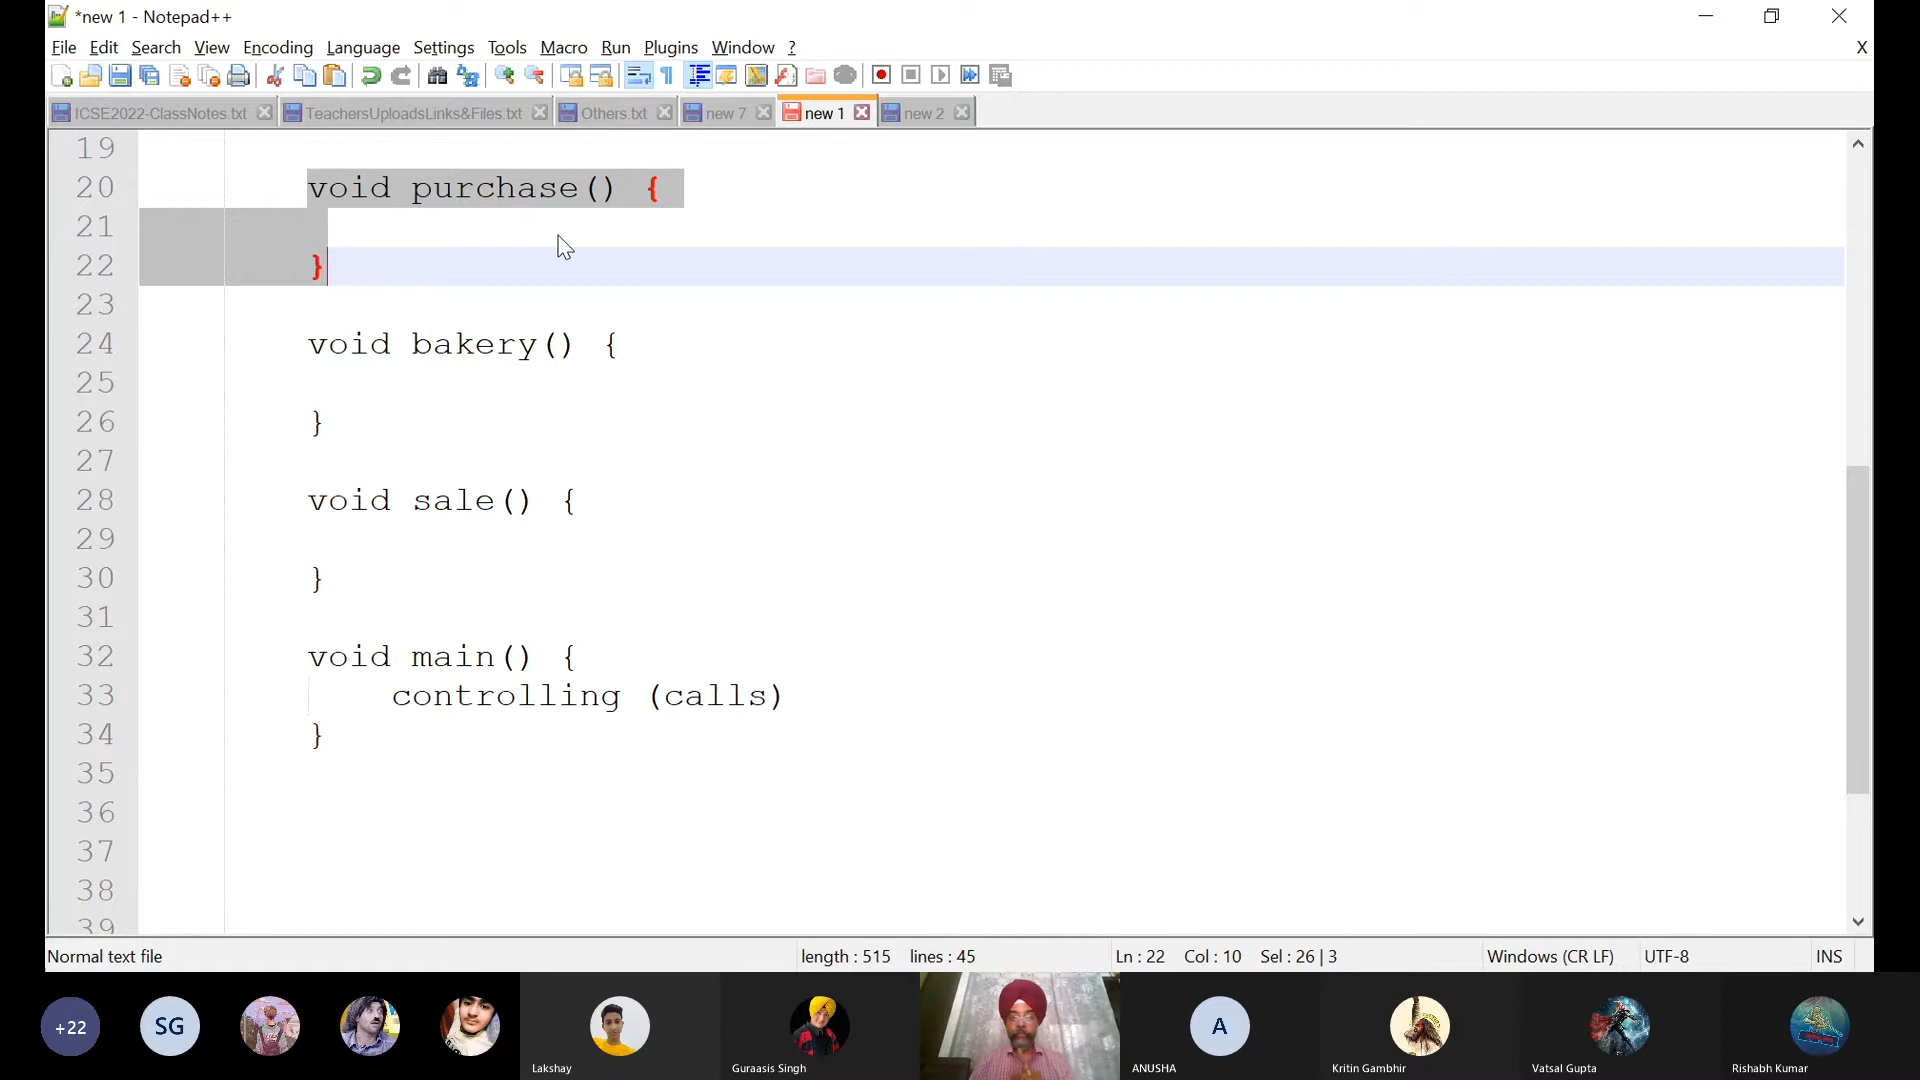 *new 1 - Notepad++
File Edit Search View Encoding Language Settings Tools Macro Run Plugins Window ? X
ICSE2022-ClassNotes.txt TeachersUploadsLinks&Files.txt Others.txt new 7 new 1 new 2
19
20 void purchase() {
21
22 }
23
24 void bakery() {
25
26 }
27
28 void sale() {
29
30 }
31
32 void main() {
33 controlling (calls)
34 }
35
36
37
38
39
Normal text file length : 515 lines : 45 Ln : 22 Col : 10 Sel : 26 | 3 Windows (CR LF) UTF-8 INS
+22 SG A
Lakshay Guraasis Singh ANUSHA Kritin Gambhir Vatsal Gupta Rishabh Kumar